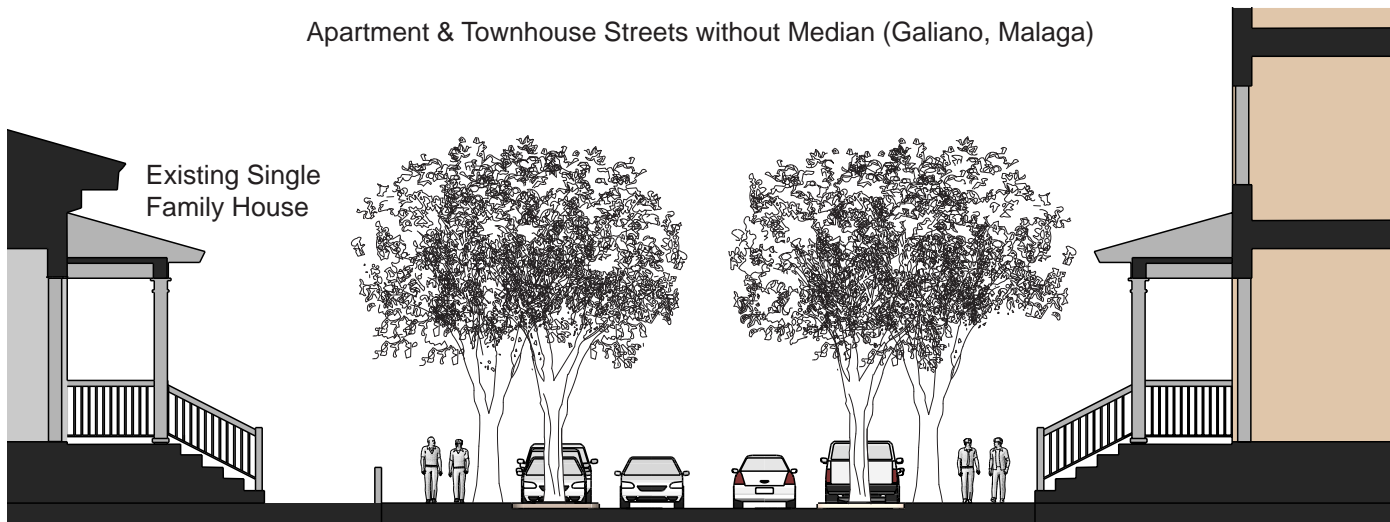 Apartment & Townhouse Streets without Median (Galiano, Malaga)
Existing Single
Family House